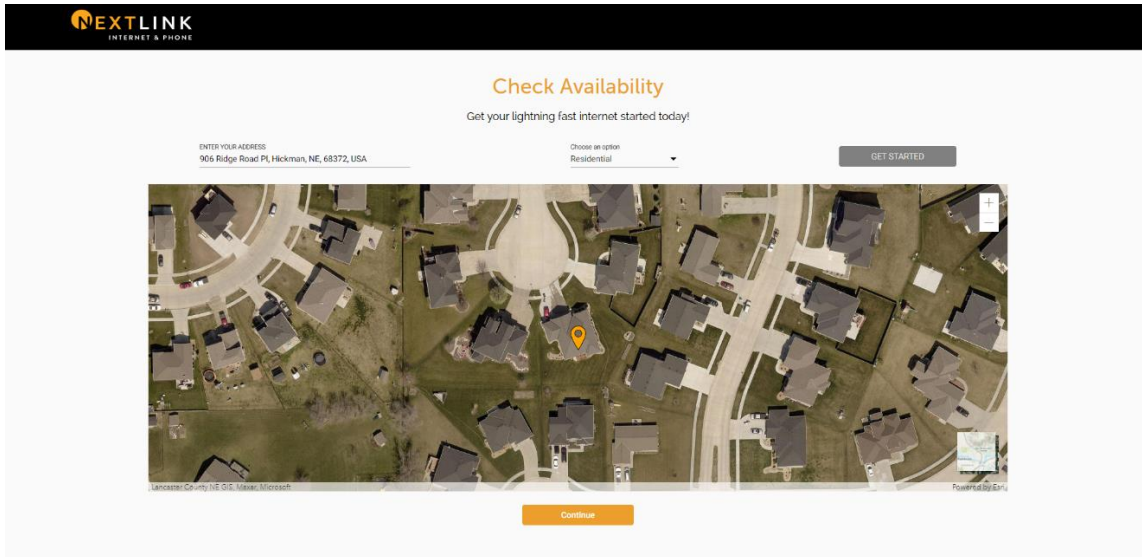 NEXTLINK
INTERNET & PHONE
Check Availability
Get your lightning fast internet started today!
ENTER YOUR ADDRESS
906 Ridge Road Pl, Hickman, NE, 68372, USA
Choose an option
Residential
GET STARTED
+
−
Lancaster County NE GIS, Maxar, Microsoft
Powered by Esri
Continue